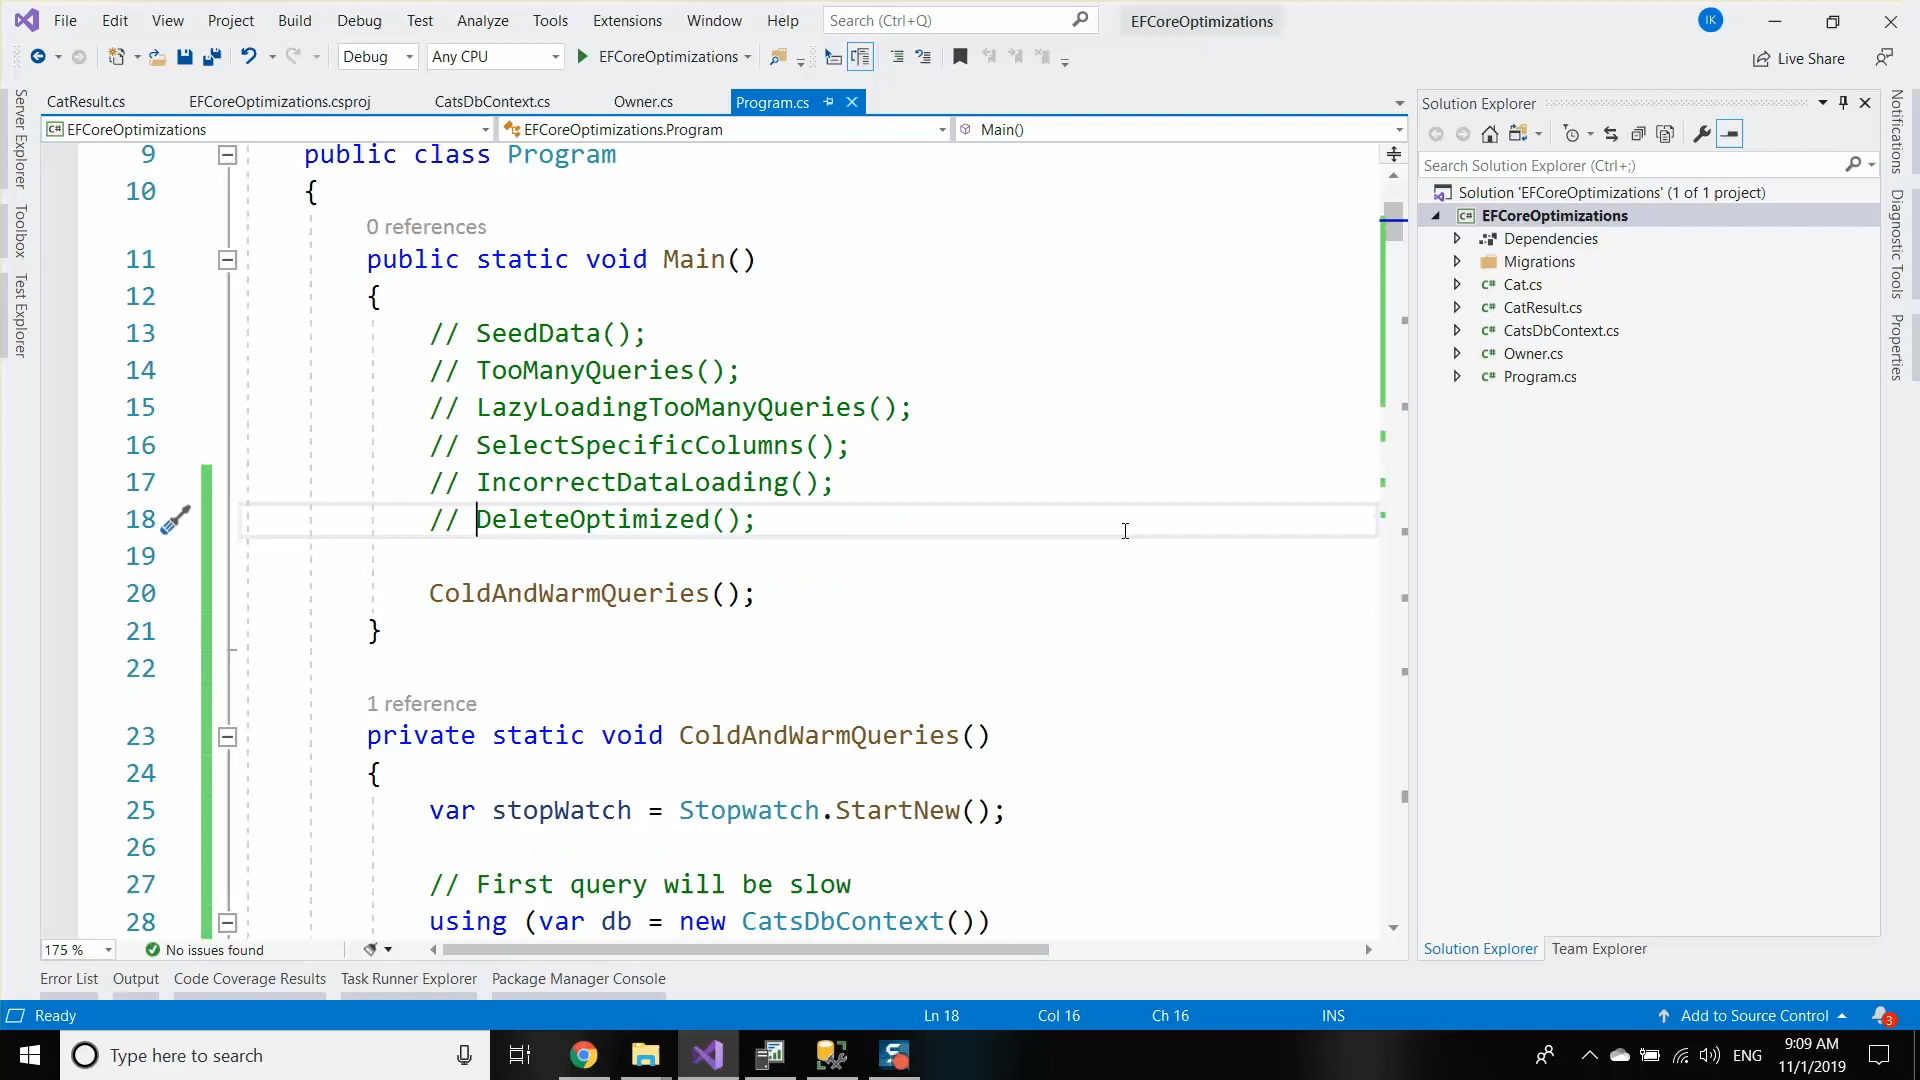 File Edit View Project Build Debug Test Analyze Tools Extensions Window Help Search (Ctrl+Q) EFCoreOptimizations IK
Debug Any CPU EFCoreOptimizations Live Share
CatResult.cs EFCoreOptimizations.csproj CatsDbContext.cs Owner.cs Program.cs
EFCoreOptimizations EFCoreOptimizations.Program Main()
9 public class Program
10 {
0 references
11 public static void Main()
12 {
13 // SeedData();
14 // TooManyQueries();
15 // LazyLoadingTooManyQueries();
16 // SelectSpecificColumns();
17 // IncorrectDataLoading();
18 // DeleteOptimized();
19
20 ColdAndWarmQueries();
21 }
22
1 reference
23 private static void ColdAndWarmQueries()
24 {
25 var stopWatch = Stopwatch.StartNew();
26
27 // First query will be slow
28 using (var db = new CatsDbContext())
175 % No issues found
Server Explorer
Toolbox
Test Explorer
Solution Explorer
Search Solution Explorer (Ctrl+;)
Solution 'EFCoreOptimizations' (1 of 1 project)
C# EFCoreOptimizations
Dependencies
Migrations
C# Cat.cs
C# CatResult.cs
C# CatsDbContext.cs
C# Owner.cs
C# Program.cs
Solution Explorer Team Explorer
Notifications
Diagnostic Tools
Properties
Error List Output Code Coverage Results Task Runner Explorer Package Manager Console
Ready Ln 18 Col 16 Ch 16 INS Add to Source Control 3
Type here to search ENG 9:09 AM
11/1/2019